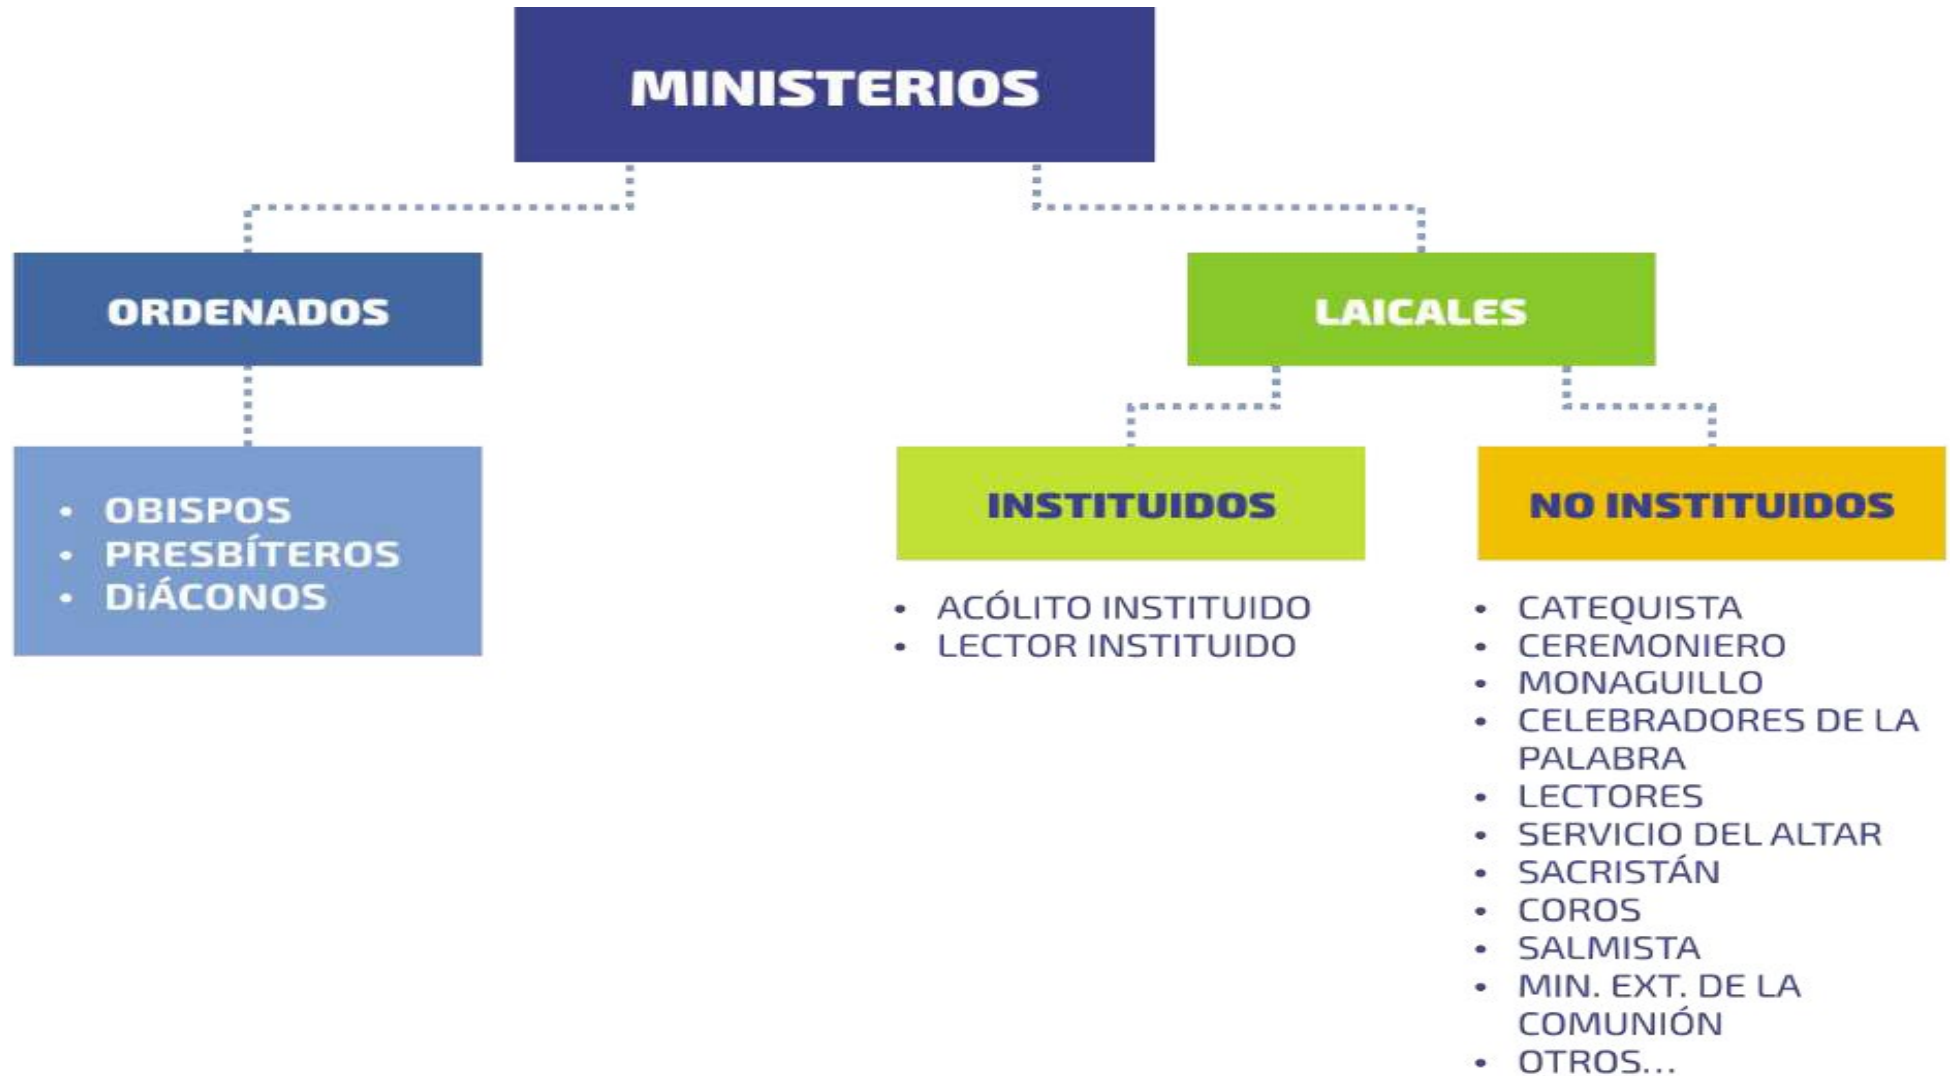 MINISTERIOS
ORDENADOS
LAICALES
• OBISPOS
• PRESBÍTEROS
• DiÁCONOS
INSTITUIDOS
• ACÓLITO INSTITUIDO
• LECTOR INSTITUIDO
NO INSTITUIDOS
• CATEQUISTA
• CEREMONIERO
• MONAGUILLO
• CELEBRADORES DE LA
PALABRA
• LECTORES
• SERVICIO DEL ALTAR
• SACRISTÁN
• COROS
• SALMISTA
• MIN. EXT. DE LA
COMUNIÓN
• OTROS...